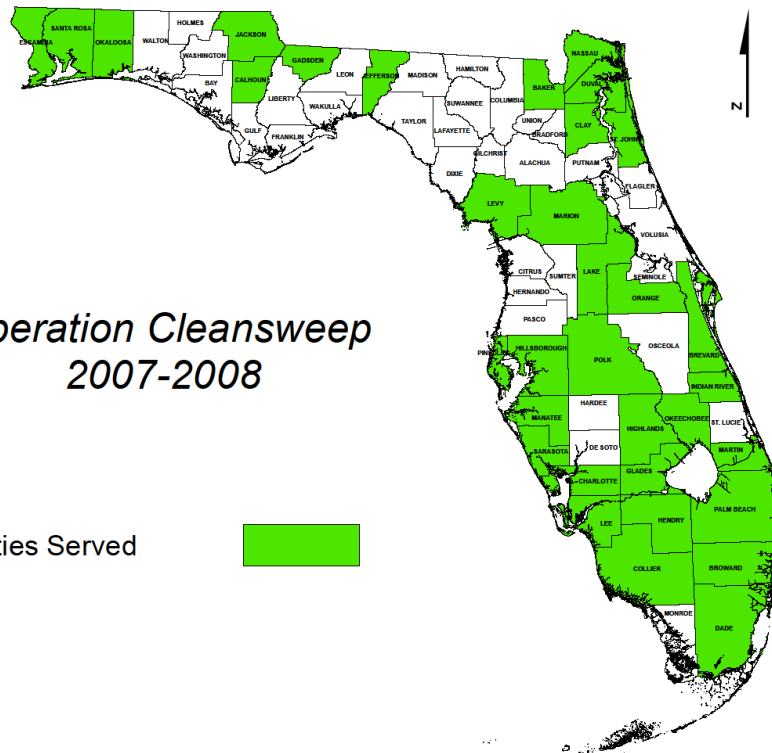 HOLMES
JACKSON
SANTA ROSA
ESCAMBIA
OKALOOSA
WALTON
WASHINGTON
GADSDEN
BAY
CALHOUN
LEON
JEFFERSON
MADISON
HAMILTON
NASSAU
LIBERTY
WAKULLA
SUWANNEE
COLUMBIA
BAKER
DUVAL
TAYLOR
LAFAYETTE
UNION
BRADFORD
CLAY
ST. JOHNS
GULF
FRANKLIN
GILCHRIST
ALACHUA
PUTNAM
DIXIE
FLAGLER
LEVY
MARION
VOLUSIA
CITRUS
SUMTER
LAKE
SEMINOLE
HERNANDO
ORANGE
PASCO
OSCEOLA
PINELLAS
HILLSBOROUGH
POLK
BREVARD
INDIAN RIVER
HARDEE
MANATEE
HIGHLANDS
OKEECHOBEE
ST. LUCIE
DE SOTO
SARASOTA
MARTIN
GLADES
CHARLOTTE
LEE
HENDRY
PALM BEACH
COLLIER
BROWARD
MONROE
DADE
N
peration Cleansweep
2007-2008
ties Served